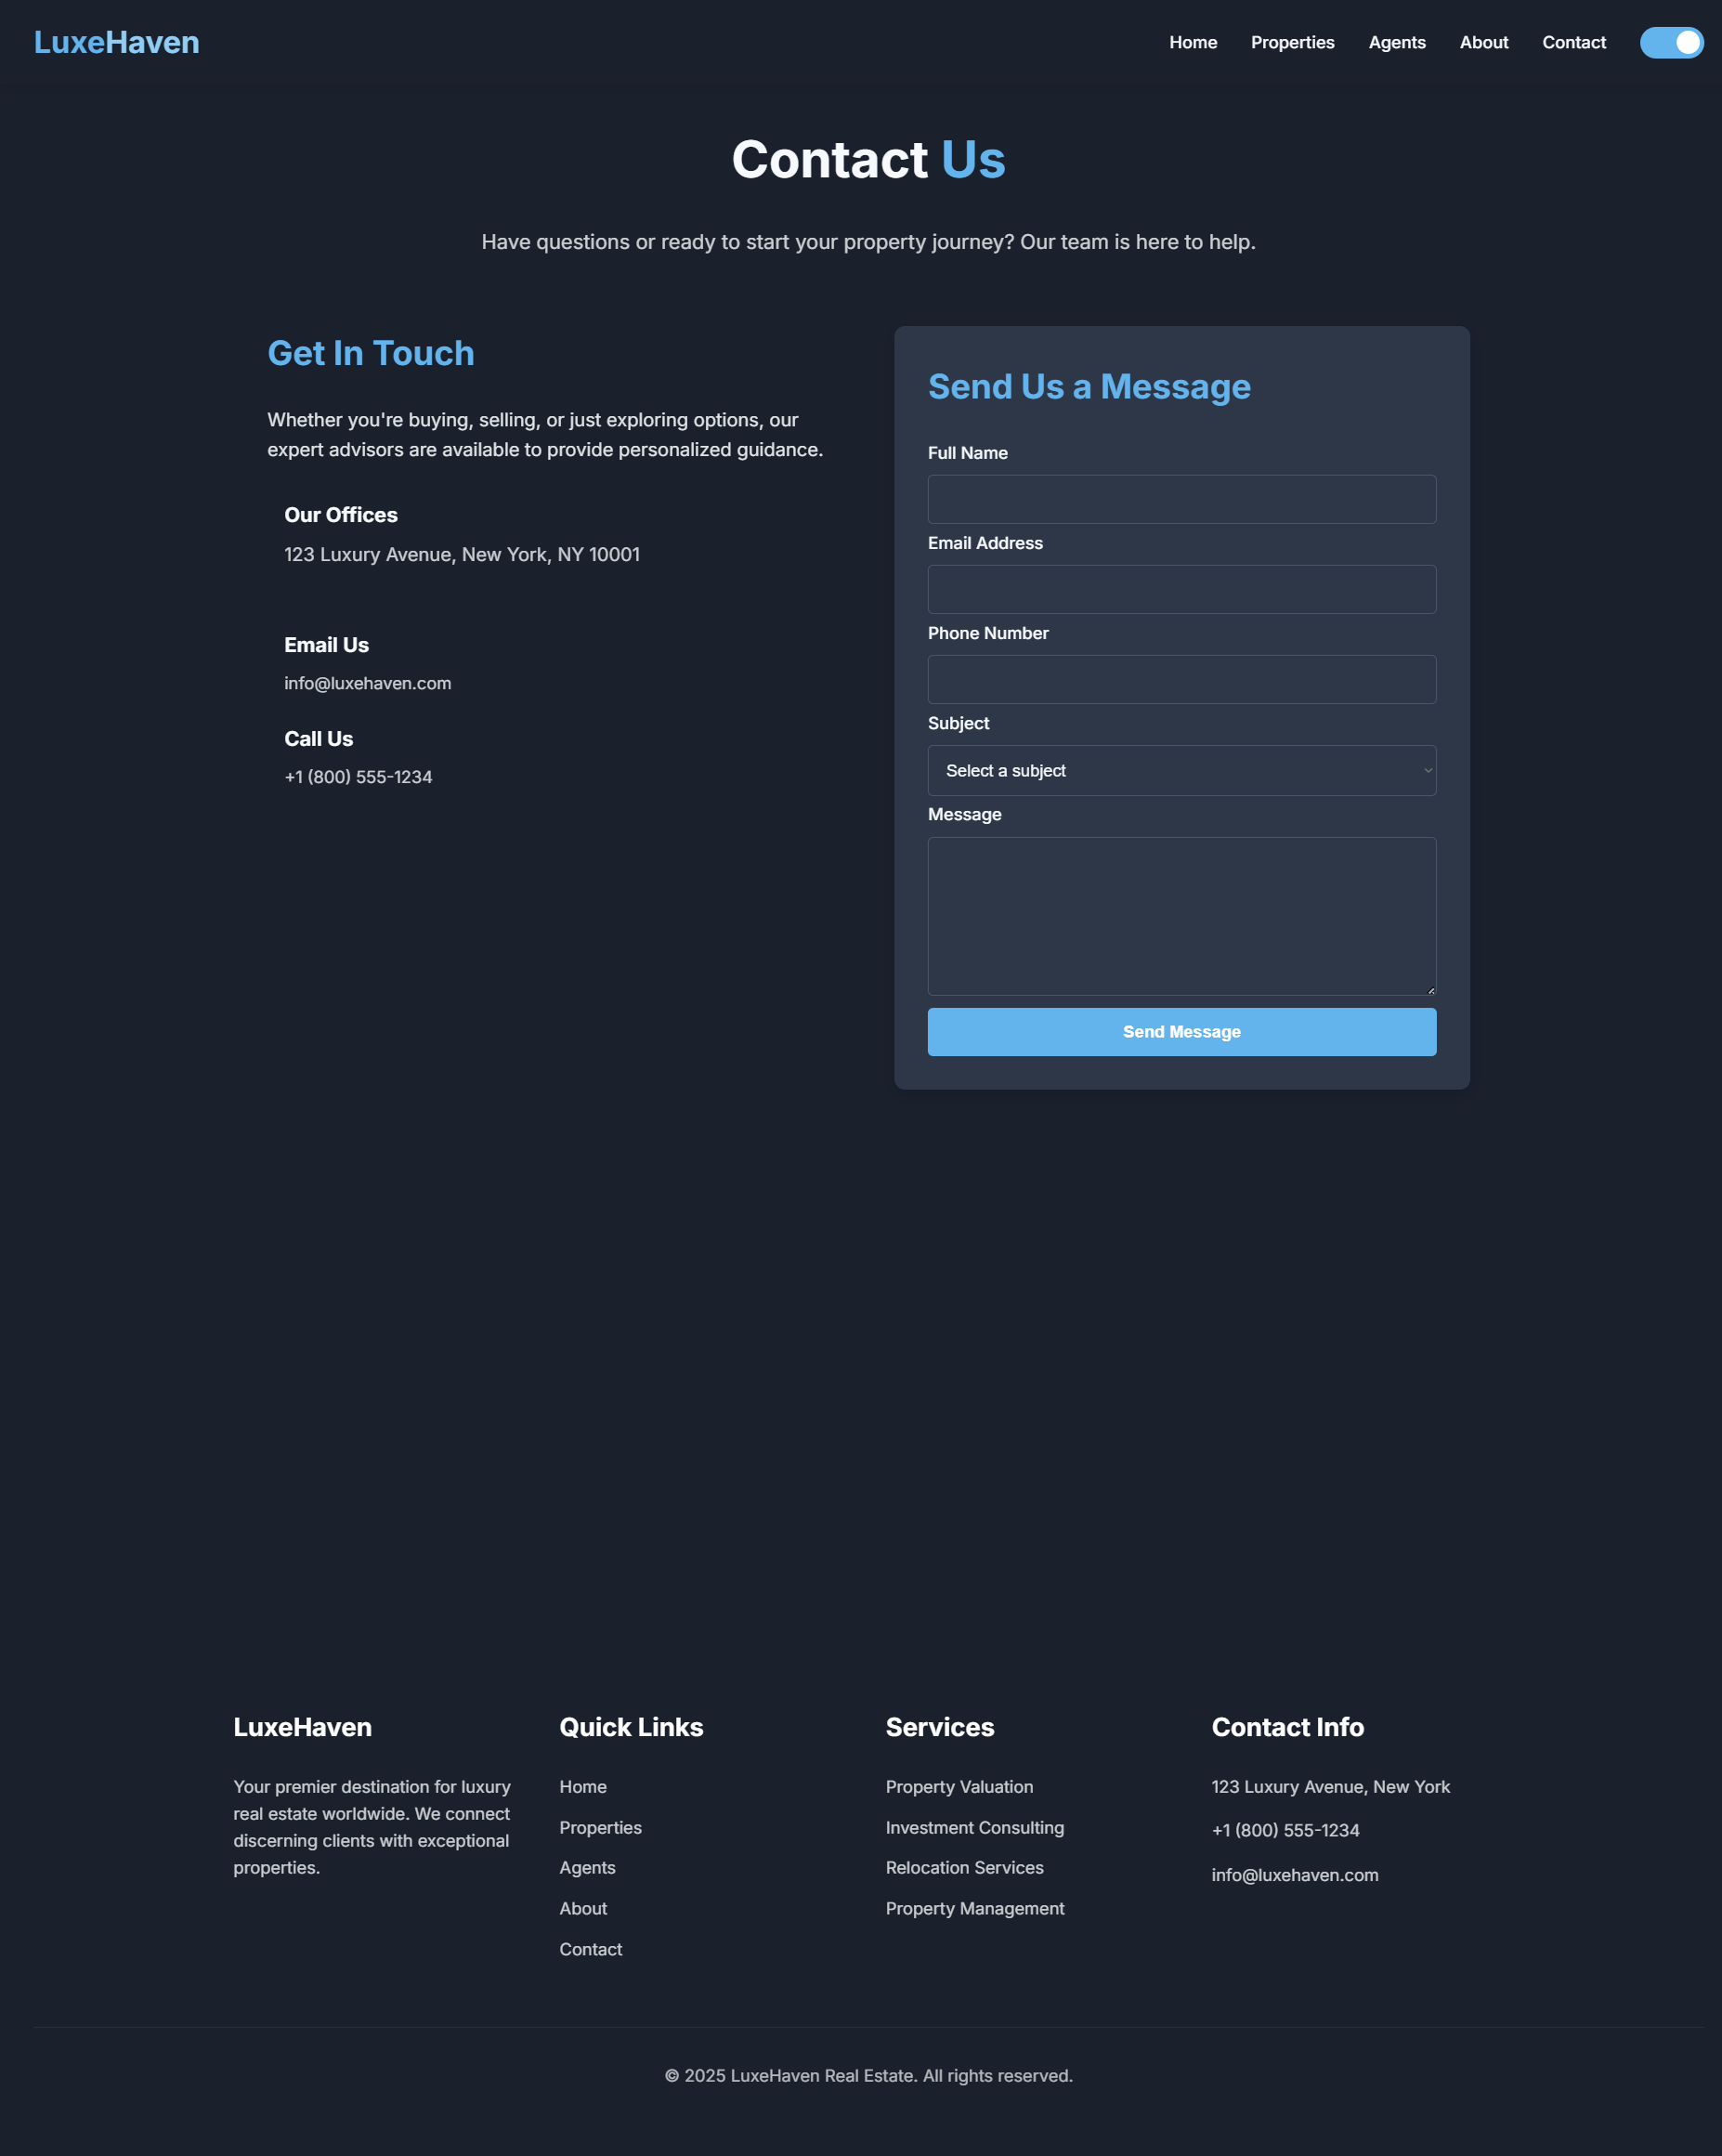 LuxeHaven
Home
Properties
Agents
About
Contact
Contact Us
Have questions or ready to start your property journey? Our team is here to help.
Get In Touch
Whether you're buying, selling, or just exploring options, our
expert advisors are available to provide personalized guidance.
Our Offices
123 Luxury Avenue, New York, NY 10001
Email Us
info@luxehaven.com
Call Us
+1 (800) 555-1234
Send Us a Message
Full Name
Email Address
Phone Number
Subject
Select a subject
Message
Send Message
LuxeHaven
Your premier destination for luxury
real estate worldwide. We connect
discerning clients with exceptional
properties.
Quick Links
Home
Properties
Agents
About
Contact
Services
Property Valuation
Investment Consulting
Relocation Services
Property Management
Contact Info
123 Luxury Avenue, New York
+1 (800) 555-1234
info@luxehaven.com
© 2025 LuxeHaven Real Estate. All rights reserved.